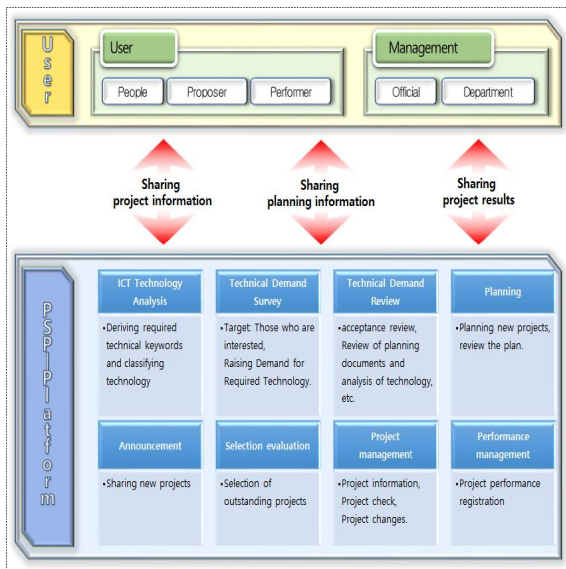 User
User
Management
People
Proposer
Performer
Official
Department
Sharing
project information
Sharing
planning information
Sharing
project results
PSP|Platform
ICT Technology
Analysis
Technical Demand
Survey
Technical Demand
Review
Planning
•Deriving required
technical keywords
and classifying
technology
•Target: Those who are
interested,
Raising Demand for
Required Technology.
•acceptance review,
Review of planning
documents and
analysis of technology,
etc.
•Planning new projects,
review the plan.
Announcement
Selection evaluation
Project
management
Performance
management
•Sharing new projects
•Selection of
outstanding projects
•Project information,
Project check,
Project changes.
•Project performance
registration